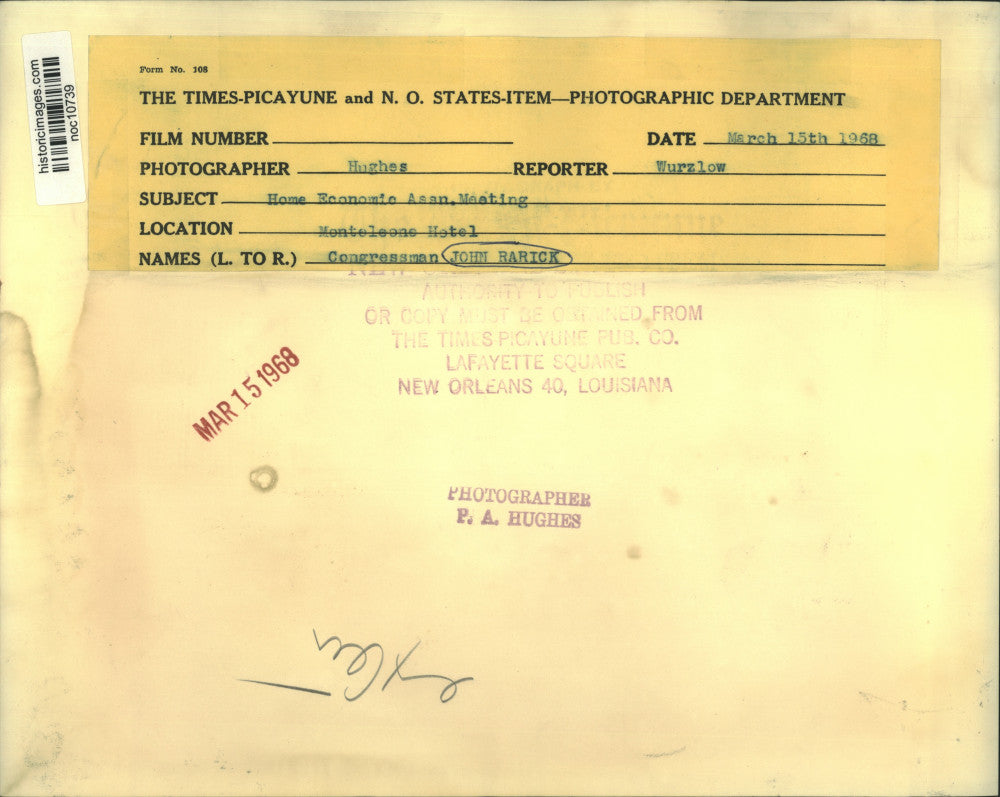 historicimages.com
noc10739
Form No. 108
THE TIMES-PICAYUNE and N. O. STATES-ITEM—PHOTOGRAPHIC DEPARTMENT
FILM NUMBER
DATE March 15th 1968
PHOTOGRAPHER Hughes REPORTER Wurzlow
SUBJECT Home Economic Assn. Meeting
LOCATION Monteleone Hotel
NAMES (L. TO R.) Congressman JOHN RARICK
AUTHORITY TO PUBLISH
OR COPY MUST BE OBTAINED FROM
THE TIMES PICAYUNE PUB. CO.
LAFAYETTE SQUARE
NEW ORLEANS 40, LOUISIANA
MAR 15 1968
PHOTOGRAPHER
P. A. HUGHES